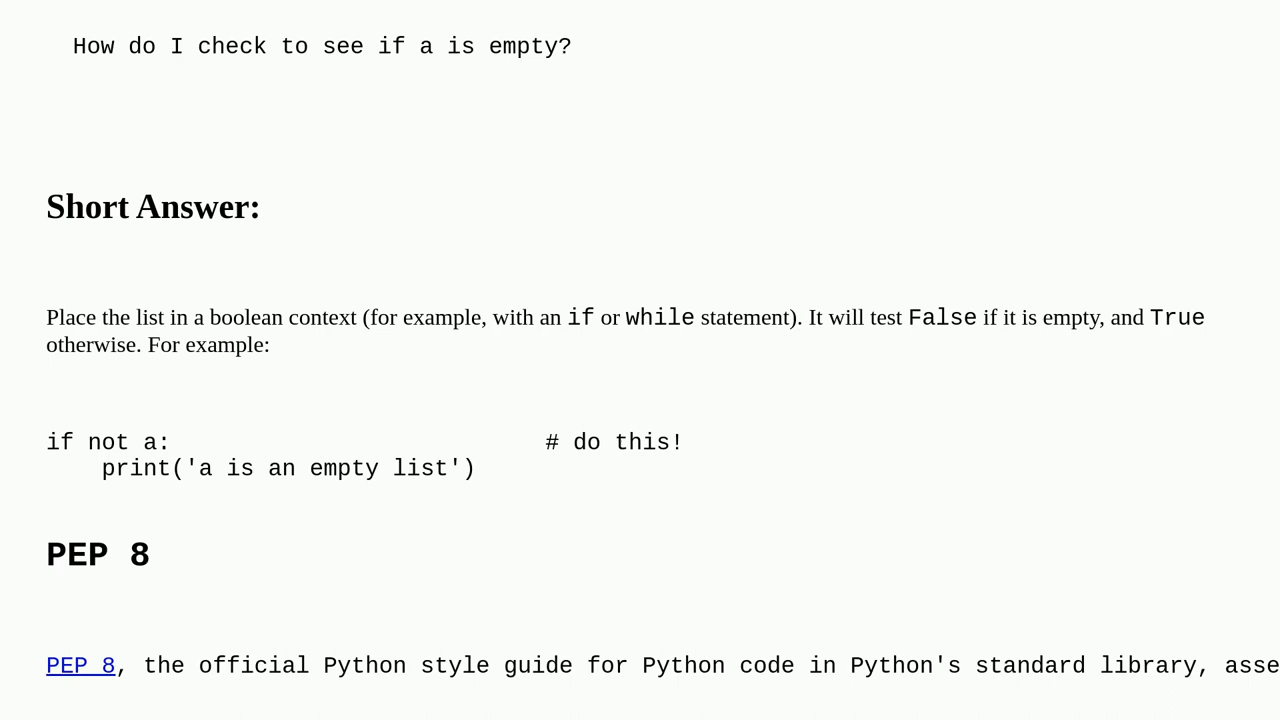 How do I check to see if a is empty?
Short Answer:
Place the list in a boolean context (for example, with an if or while statement). It will test False if it is empty, and True
otherwise. For example:
if not a:                           # do this!
    print('a is an empty list')
PEP 8
PEP 8, the official Python style guide for Python code in Python's standard library, asse